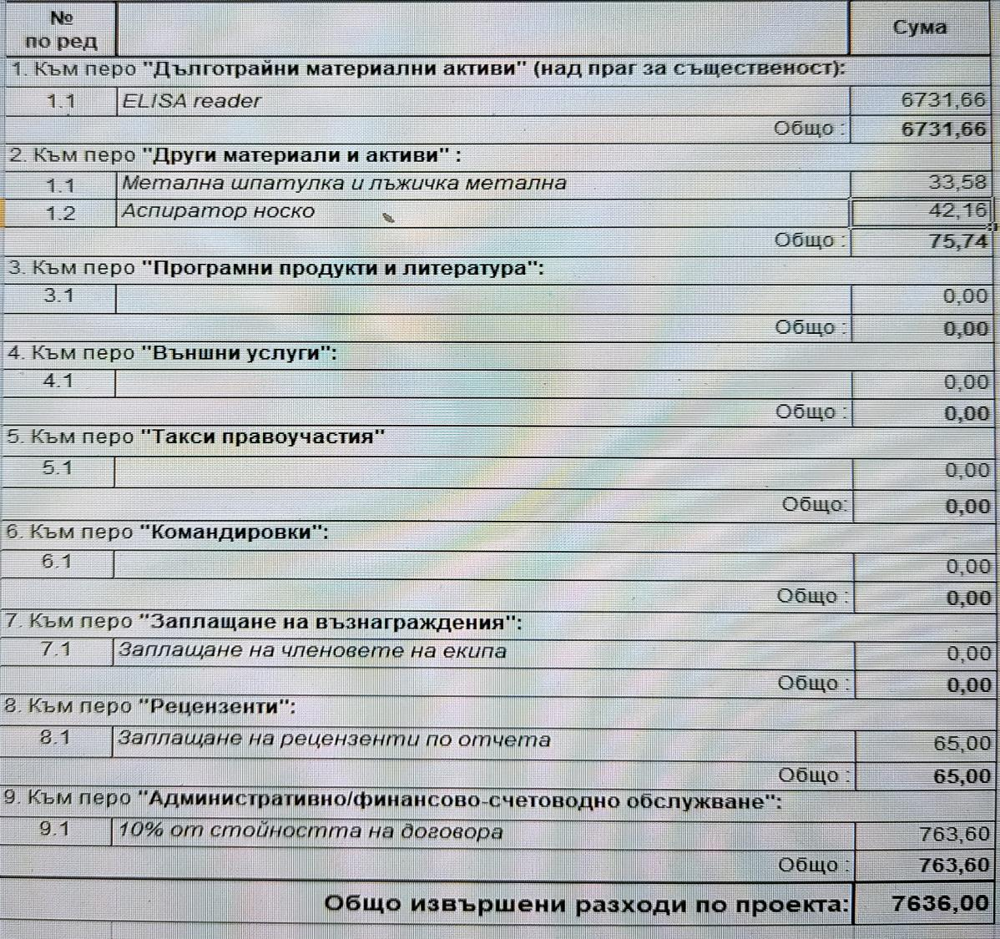 №
по ред
Сума
1. Към перо "Дълготрайни материални активи" (над праг за същественост):
1.1 ELISA reader 6731,66
Общо : 6731,66
2. Към перо "Други материали и активи" :
1.1 Метална шпатулка и лъжичка метална 33,58
1.2 Аспиратор носко 42,16
Общо : 75,74
3. Към перо "Програмни продукти и литература":
3.1 0,00
Общо : 0,00
4. Към перо "Външни услуги":
4.1 0,00
Общо : 0,00
5. Към перо "Такси правоучастия"
5.1 0,00
Общо: 0,00
6. Към перо "Командировки":
6.1 0,00
Общо : 0,00
7. Към перо "Заплащане на възнаграждения":
7.1 Заплащане на членовете на екипа 0,00
Общо : 0,00
8. Към перо "Рецензенти":
8.1 Заплащане на рецензенти по отчета 65,00
Общо : 65,00
9. Към перо "Административно/финансово-счетоводно обслужване":
9.1 10% от стойността на договора 763,60
Общо : 763,60
Общо извършени разходи по проекта: 7636,00